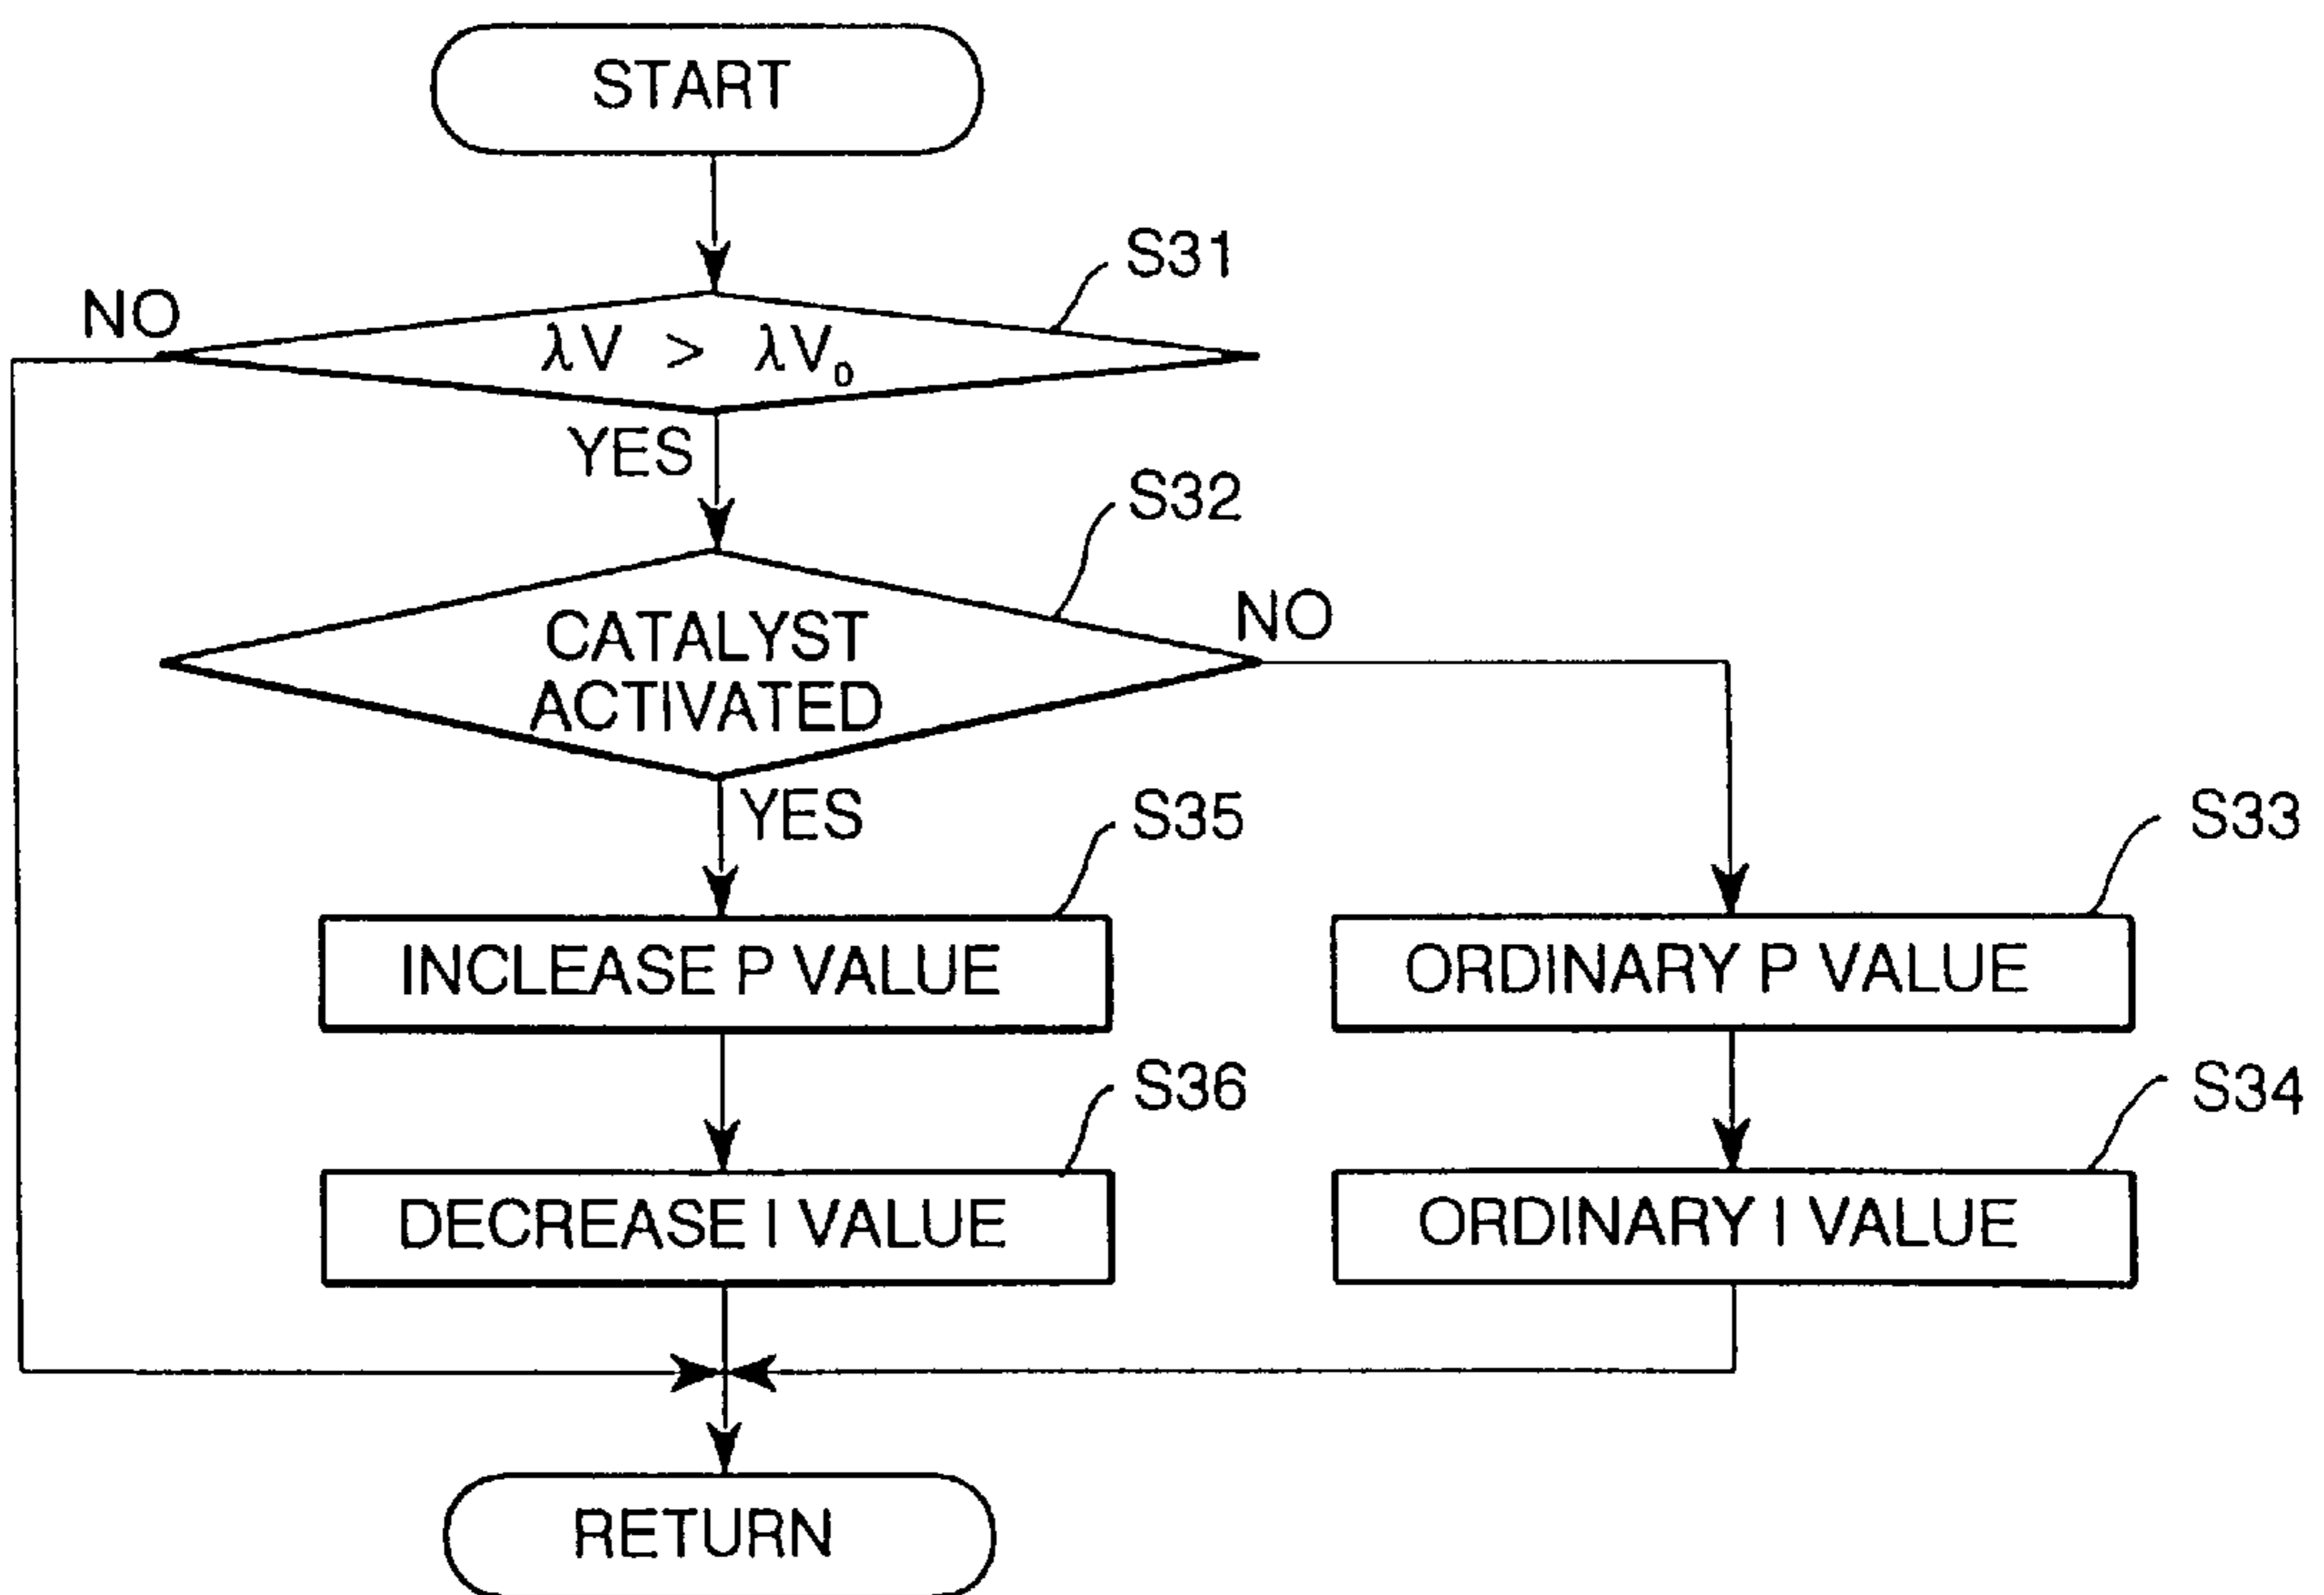 START
S31
NO
λV > λV₀
YES
S32
NO
CATALYST
ACTIVATED
YES
S35
S33
INCLEASE P VALUE
ORDINARY P VALUE
S36
S34
DECREASE I VALUE
ORDINARY I VALUE
RETURN